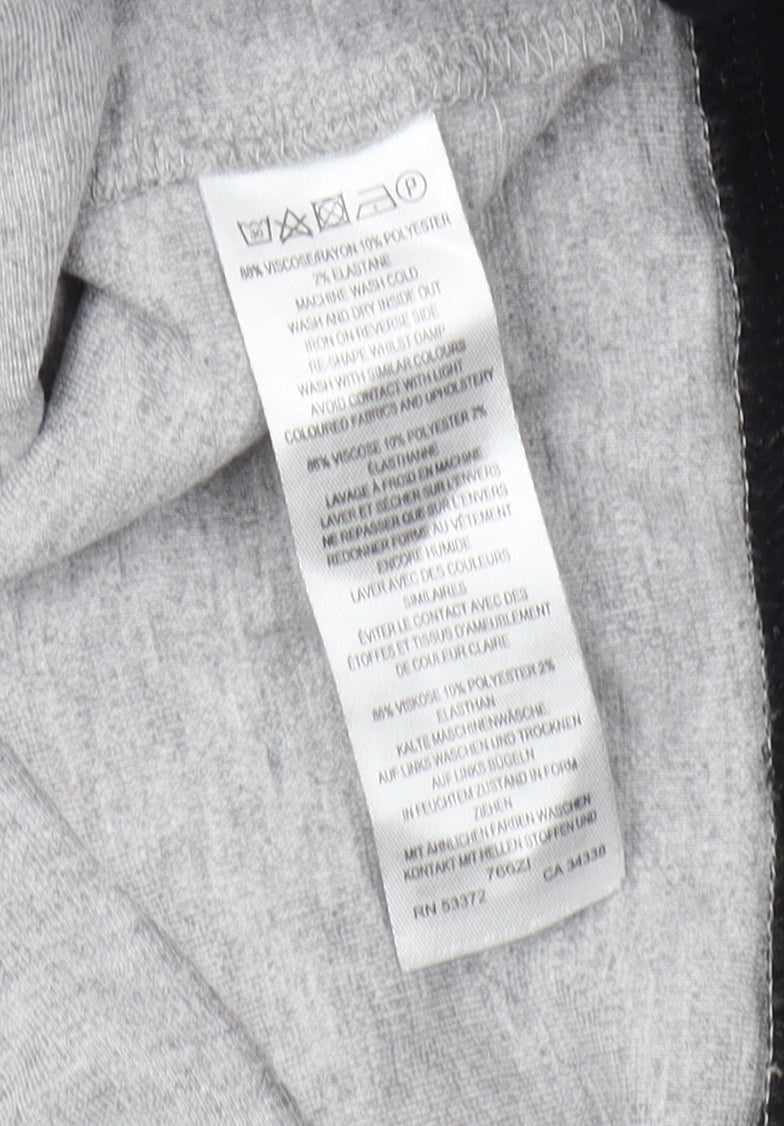 30
P
88% VISCOSE/RAYON 10% POLYESTER
2% ELASTANE
MACHINE WASH COLD
WASH AND DRY INSIDE OUT
IRON ON REVERSE SIDE
RE-SHAPE WHILST DAMP
WASH WITH SIMILAR COLOURS
AVOID CONTACT WITH LIGHT
COLOURED FABRICS AND UPHOLSTERY
88% VISCOSE 10% POLYESTER 2%
ÉLASTHANNE
LAVAGE À FROID EN MACHINE
LAVER ET SÉCHER SUR L'ENVERS
NE REPASSER QUE SUR L'ENVERS
REDONNER FORME AU VÊTEMENT
ENCORE HUMIDE
LAVER AVEC DES COULEURS
SIMILAIRES
ÉVITER LE CONTACT AVEC DES
ÉTOFFES ET TISSUS D'AMEUBLEMENT
DE COULEUR CLAIRE
88% VISKOSE 10% POLYESTER 2%
ELASTHAN
KALTE MASCHINENWÄSCHE
AUF LINKS WASCHEN UND TROCKNEN
AUF LINKS BÜGELN
IN FEUCHTEM ZUSTAND IN FORM
ZIEHEN
MIT ÄHNLICHEN FARBEN WASCHEN
KONTAKT MIT HELLEN STOFFEN UND
RN 53372 CA 34338